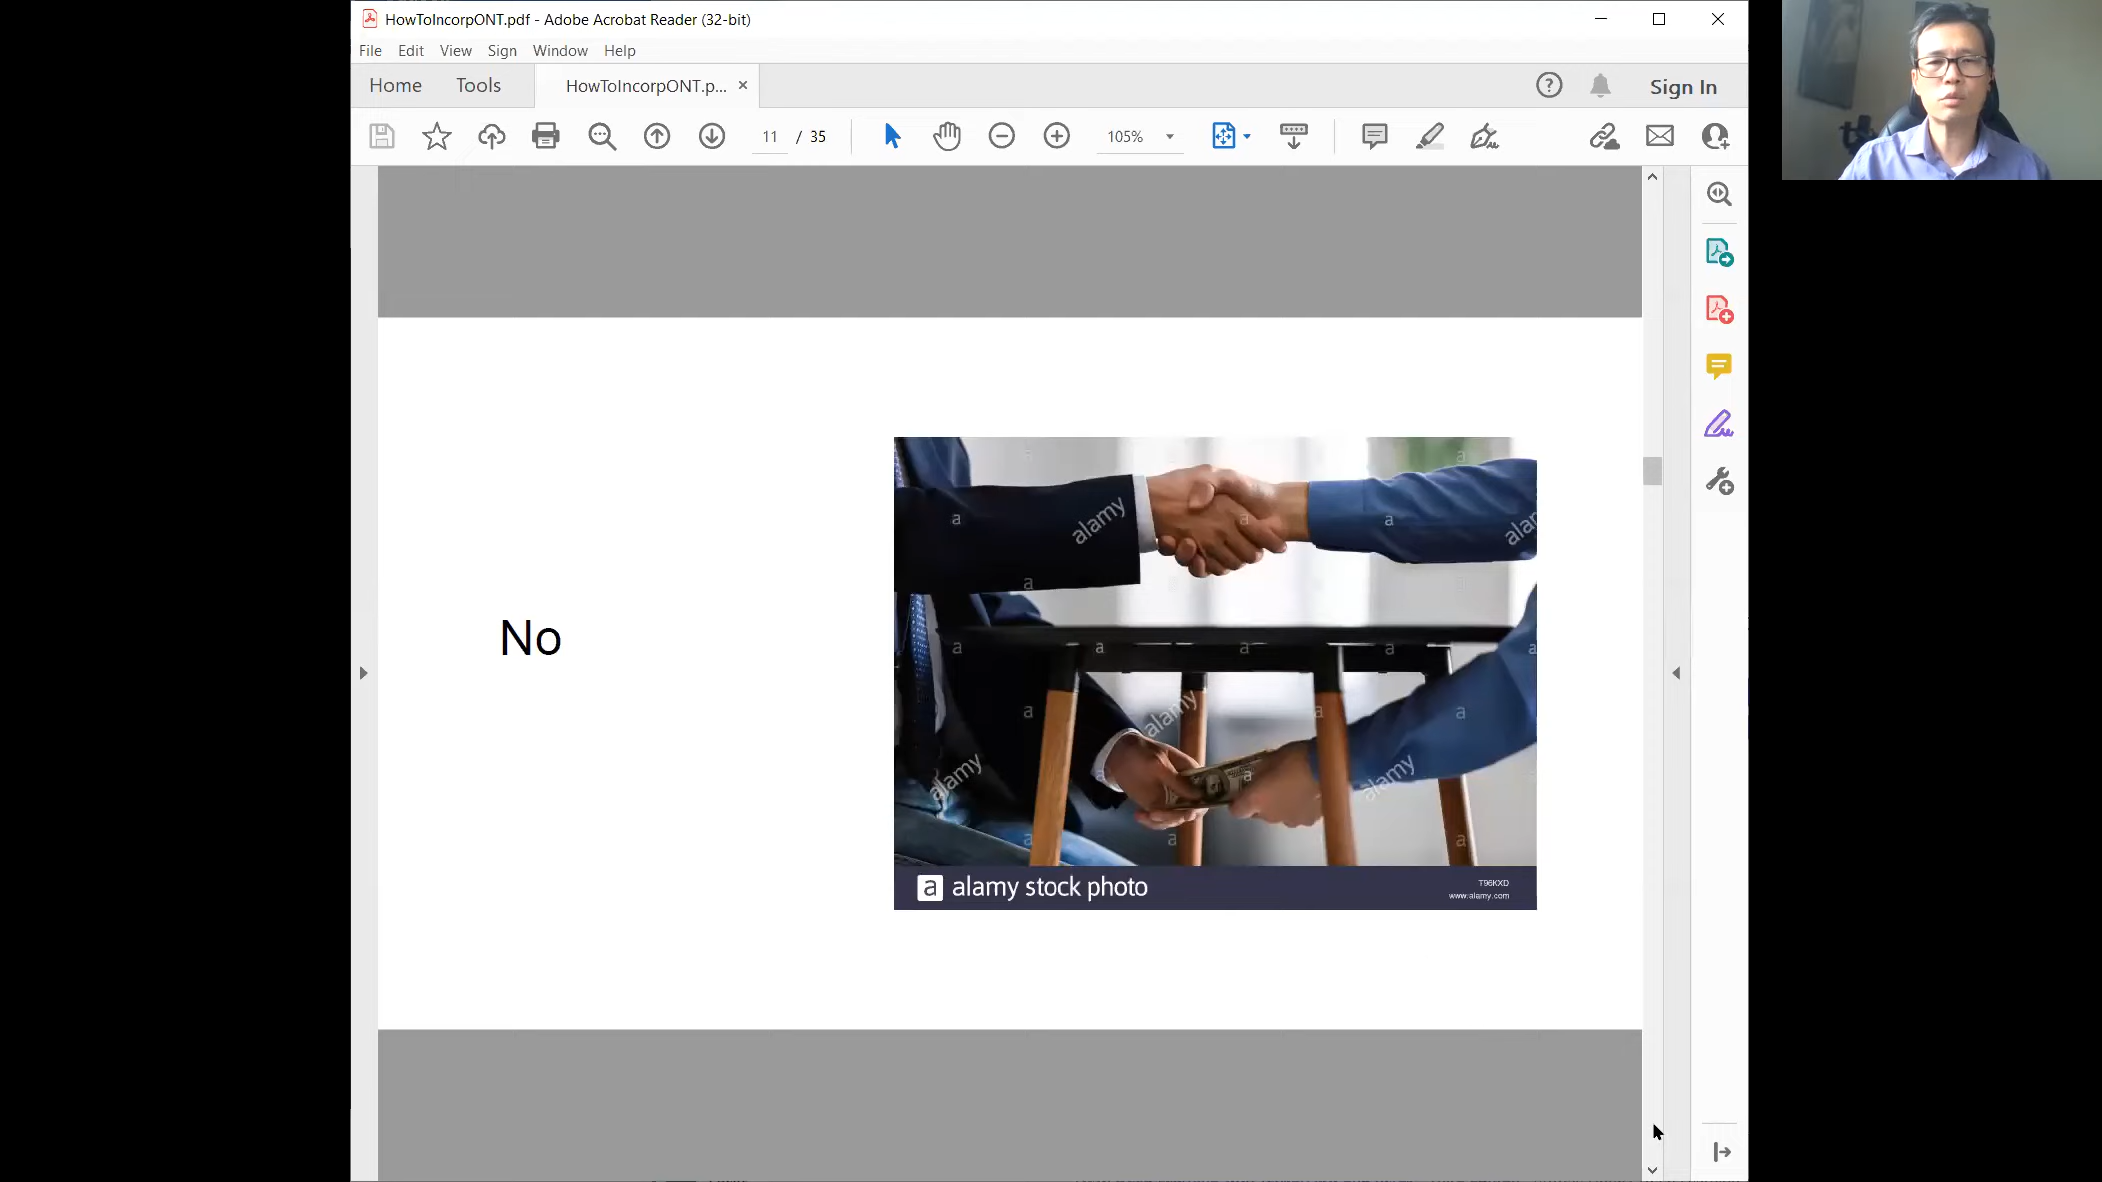 HowToIncorpONT.pdf - Adobe Acrobat Reader (32-bit)
File Edit View Sign Window Help
Home Tools HowToIncorpONT.p... Sign In
11 / 35 105%
No
alamy
alamy
alamy
alamy
alamy
a alamy stock photo
T96KXD
www.alamy.com